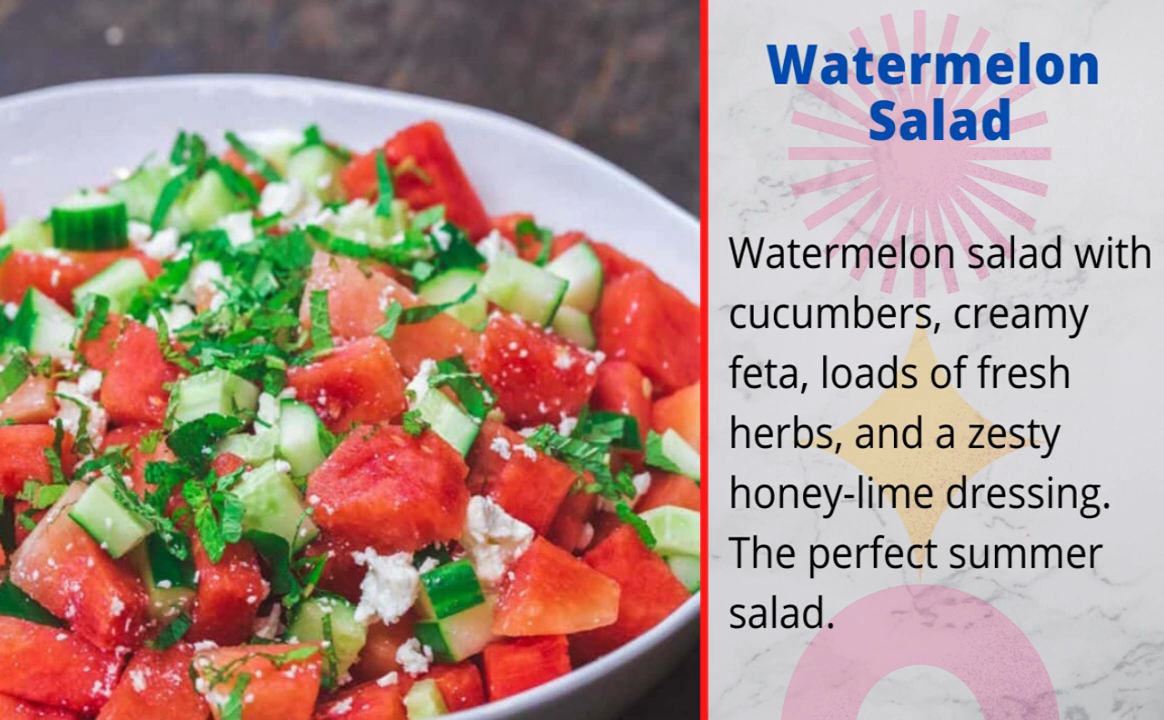 Watermelon
Salad
Watermelon salad with
cucumbers, creamy
feta, loads of fresh
herbs, and a zesty
honey-lime dressing.
The perfect summer
salad.